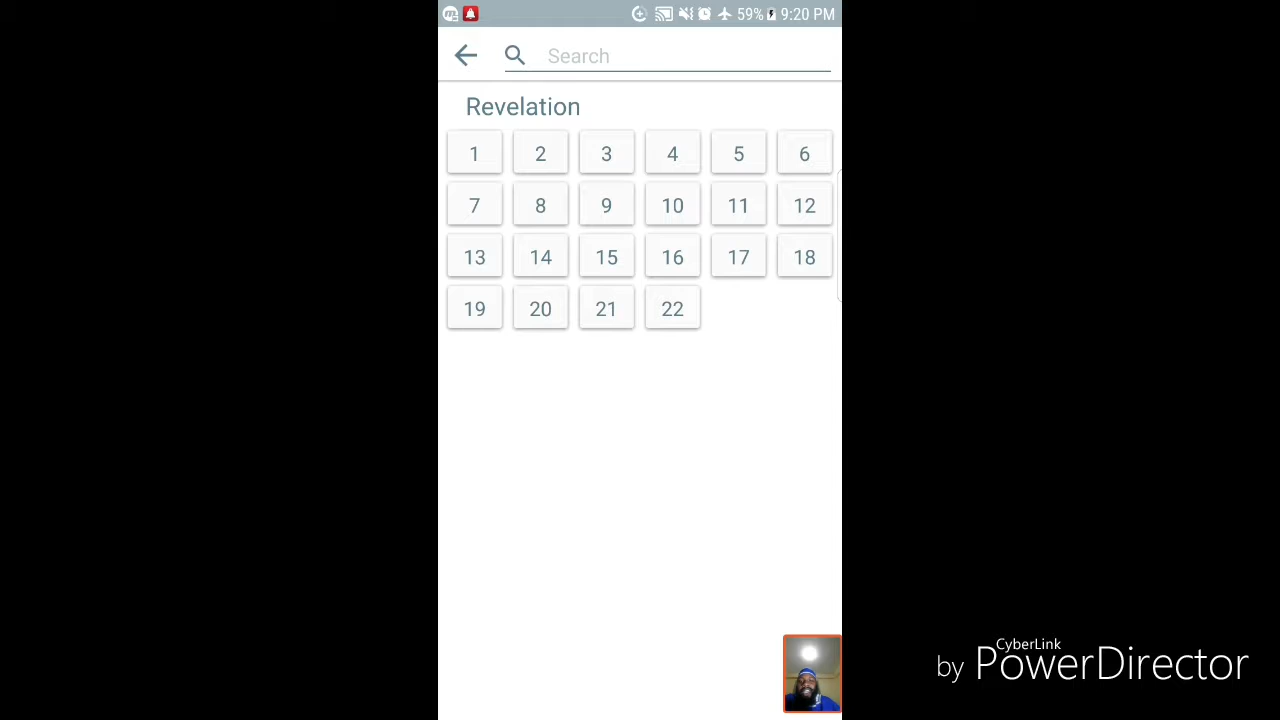 59% 9:20 PM
Search
Revelation
1 2 3 4 5 6
7 8 9 10 11 12
13 14 15 16 17 18
19 20 21 22
CyberLink
by PowerDirector